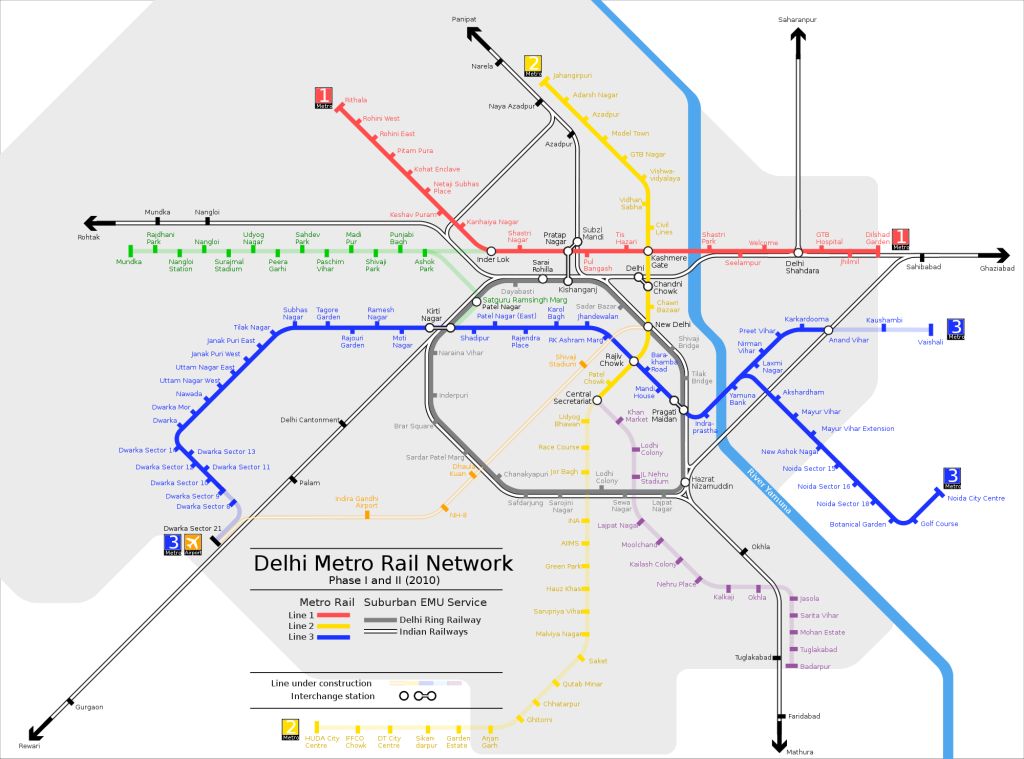 Panipat
Saharanpur
Narela
Naya Azadpur
Azadpur
2
Metro
Jahangirpuri
Adarsh Nagar
Azadpur
Model Town
GTB Nagar
Vishwa-
vidyalaya
Vidhan
Sabha
Civil
Lines
1
Metro
Rithala
Rohini West
Rohini East
Pitam Pura
Kohat Enclave
Netaji Subhas
Place
Keshav Puram
Kanhaiya Nagar
Inder Lok
Shastri
Nagar
Pratap
Nagar
Subzi
Mandi
Pul
Bangash
Tis
Hazari
Kashmere
Gate
Shastri
Park
Seelampur
Welcome
Delhi
Shahdara
GTB
Hospital
Jhilmil
Dilshad
Garden
1
Metro
Sahibabad
Ghaziabad
Rohtak
Mundka
Nangloi
Mundka
Rajdhani
Park
Nangloi
Station
Nangloi
Surajmal
Stadium
Udyog
Nagar
Peera
Garhi
Sahdev
Park
Paschim
Vihar
Madi
Pur
Shivaji
Park
Punjabi
Bagh
Ashok
Park
Satguru Ramsingh Marg
Patel Nagar
Sarai
Rohilla
Kishanganj
Delhi
Chandni
Chowk
Dayabasti
Sadar Bazar
Chawri
Bazaar
New Delhi
Kirti
Nagar
Tilak Nagar
Subhas
Nagar
Tagore
Garden
Rajouri
Garden
Ramesh
Nagar
Moti
Nagar
Shadipur
Patel Nagar (East)
Rajendra
Place
Karol
Bagh
Jhandewalan
RK Ashram Marg
Janak Puri East
Janak Puri West
Uttam Nagar East
Uttam Nagar West
Nawada
Dwarka Mor
Dwarka
Dwarka Sector 14
Dwarka Sector 13
Dwarka Sector 12
Dwarka Sector 11
Dwarka Sector 10
Dwarka Sector 9
Dwarka Sector 8
Dwarka Sector 21
3
Metro
Airport
Naraina Vihar
Inderpuri
Brar Square
Sardar Patel Marg
Delhi Cantonment
Palam
Gurgaon
Rewari
Dhaula
Kuan
Indira Gandhi
Airport
NH-8
Shivaji
Stadium
Rajiv
Chowk
Patel
Chowk
Central
Secretariat
Bara-
khamba
Road
Mandi
House
Pragati
Maidan
Shivaji
Bridge
Tilak
Bridge
Indra-
prastha
Yamuna
Bank
Laxmi
Nagar
Nirman
Vihar
Preet Vihar
Karkardooma
Anand Vihar
Kaushambi
Vaishali
3
Metro
Akshardham
Mayur Vihar
Mayur Vihar Extension
New Ashok Nagar
Noida Sector 15
Noida Sector 16
Noida Sector 18
Botanical Garden
Golf Course
Noida City Centre
3
Metro
River Yamuna
Udyog
Bhawan
Race Course
Jor Bagh
INA
AIIMS
Green Park
Hauz Khas
Sarvpriya Vihar
Malviya Nagar
Saket
Qutab Minar
Chhatarpur
Ghitorni
Arjan
Garh
Garden
Estate
Sikan-
darpur
DT City
Centre
IFFCO
Chowk
HUDA City
Centre
2
Metro
Khan
Market
Lodhi
Colony
JL Nehru
Stadium
Lajpat Nagar
Moolchand
Kailash Colony
Nehru Place
Kalkaji
Okhla
Jasola
Sarita Vihar
Mohan Estate
Tuglakabad
Badarpur
Chanakyapuri
Safdarjung
Sarojini
Nagar
Lodhi
Colony
Sewa
Nagar
Lajpat
Nagar
Hazrat
Nizamuddin
Okhla
Tuglakabad
Faridabad
Mathura
Delhi Metro Rail Network
Phase I and II (2010)
Metro Rail
Suburban EMU Service
Line 1
Line 2
Line 3
Delhi Ring Railway
Indian Railways
Line under construction
Interchange station